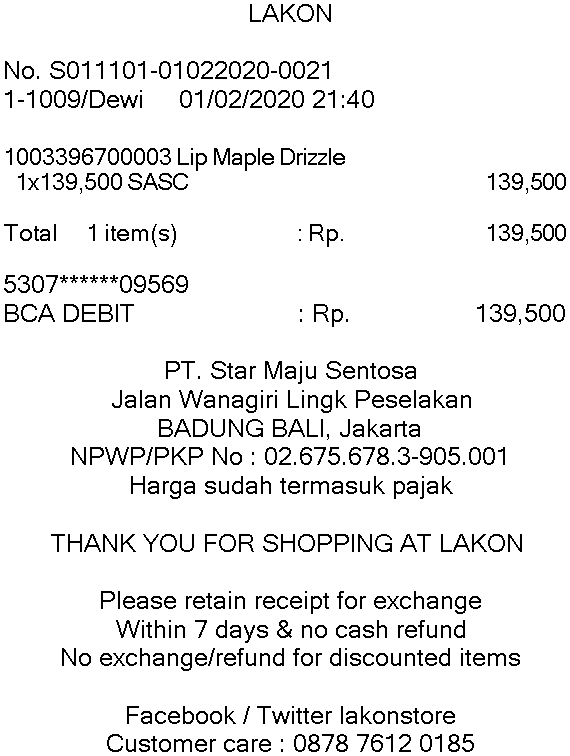 LAKON
No. S011101-01022020-0021
1-1009/Dewi 01/02/2020 21:40
1003396700003 Lip Maple Drizzle
1x139,500 SASC 139,500
Total 1 item(s) : Rp. 139,500
5307******09569
BCA DEBIT : Rp. 139,500
PT. Star Maju Sentosa
Jalan Wanagiri Lingk Peselakan
BADUNG BALI, Jakarta
NPWP/PKP No : 02.675.678.3-905.001
Harga sudah termasuk pajak
THANK YOU FOR SHOPPING AT LAKON
Please retain receipt for exchange
Within 7 days & no cash refund
No exchange/refund for discounted items
Facebook / Twitter lakonstore
Customer care : 0878 7612 0185